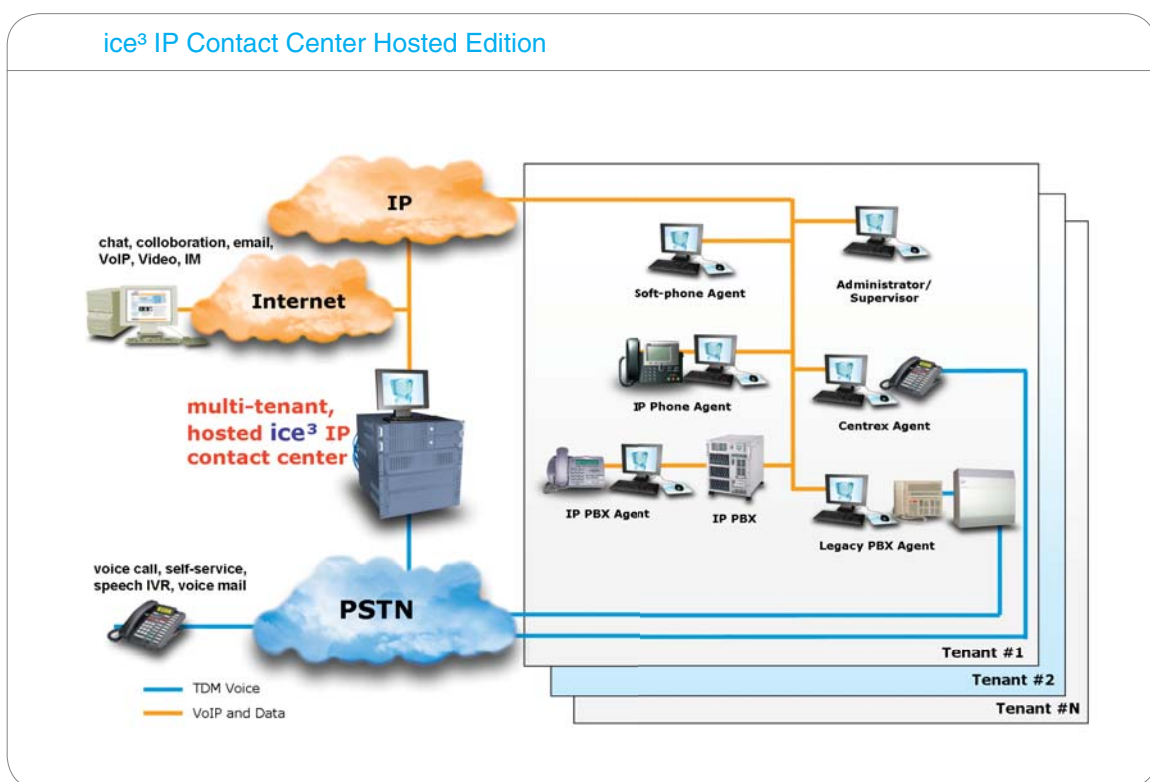 ice³ IP Contact Center Hosted Edition
IP
chat, colloboration, email,
VoIP, Video, IM
Internet
multi-tenant,
hosted ice³ IP
contact center
voice call, self-service,
speech IVR, voice mail
PSTN
TDM Voice
VoIP and Data
Soft-phone Agent
Administrator/
Supervisor
IP Phone Agent
Centrex Agent
IP PBX Agent
IP PBX
Legacy PBX Agent
Tenant #1
Tenant #2
Tenant #N